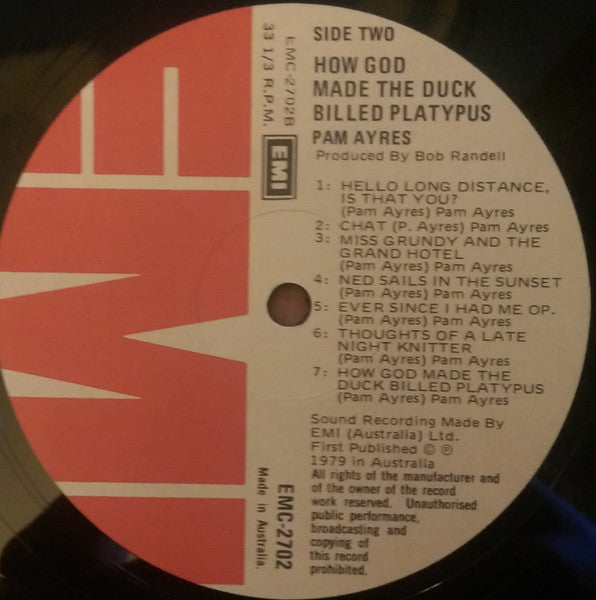 SIDE TWO
HOW GOD
MADE THE DUCK
BILLED PLATYPUS
PAM AYRES
Produced By Bob Randell
1: HELLO LONG DISTANCE,
IS THAT YOU?
(Pam Ayres) Pam Ayres
2: CHAT (P. Ayres) Pam Ayres
3: MISS GRUNDY AND THE
GRAND HOTEL
(Pam Ayres) Pam Ayres
4: NED SAILS IN THE SUNSET
(Pam Ayres) Pam Ayres
5: EVER SINCE I HAD ME OP.
(Pam Ayres) Pam Ayres
6: THOUGHTS OF A LATE
NIGHT KNITTER
(Pam Ayres) Pam Ayres
7: HOW GOD MADE THE
DUCK BILLED PLATYPUS
(Pam Ayres) Pam Ayres
Sound Recording Made By
EMI (Australia) Ltd.
First Published © ℗
1979 in Australia
All rights of the manufacturer and
of the owner of the record
work reserved. Unauthorised
public performance,
broadcasting and
copying of
this record
prohibited.
EMC-2702B
33 1/3 R.P.M.
EMI
EMC-2702
Made in Australia.
EMI